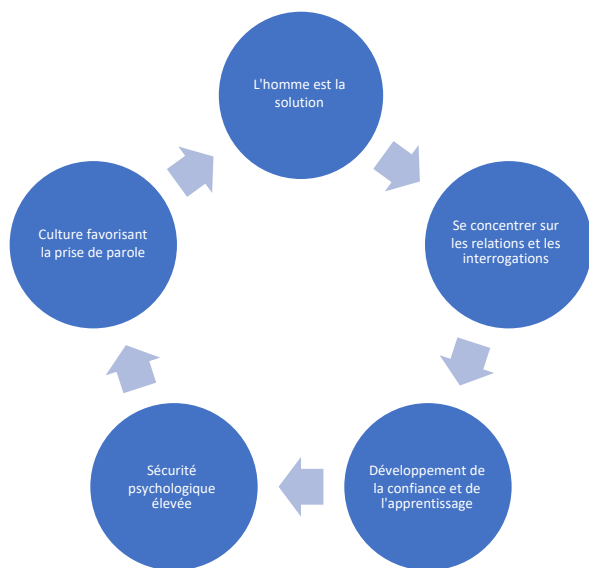 L'homme est la
solution
Se concentrer sur
les relations et les
interrogations
Développement de
la confiance et de
l'apprentissage
Sécurité
psychologique
élevée
Culture favorisant
la prise de parole